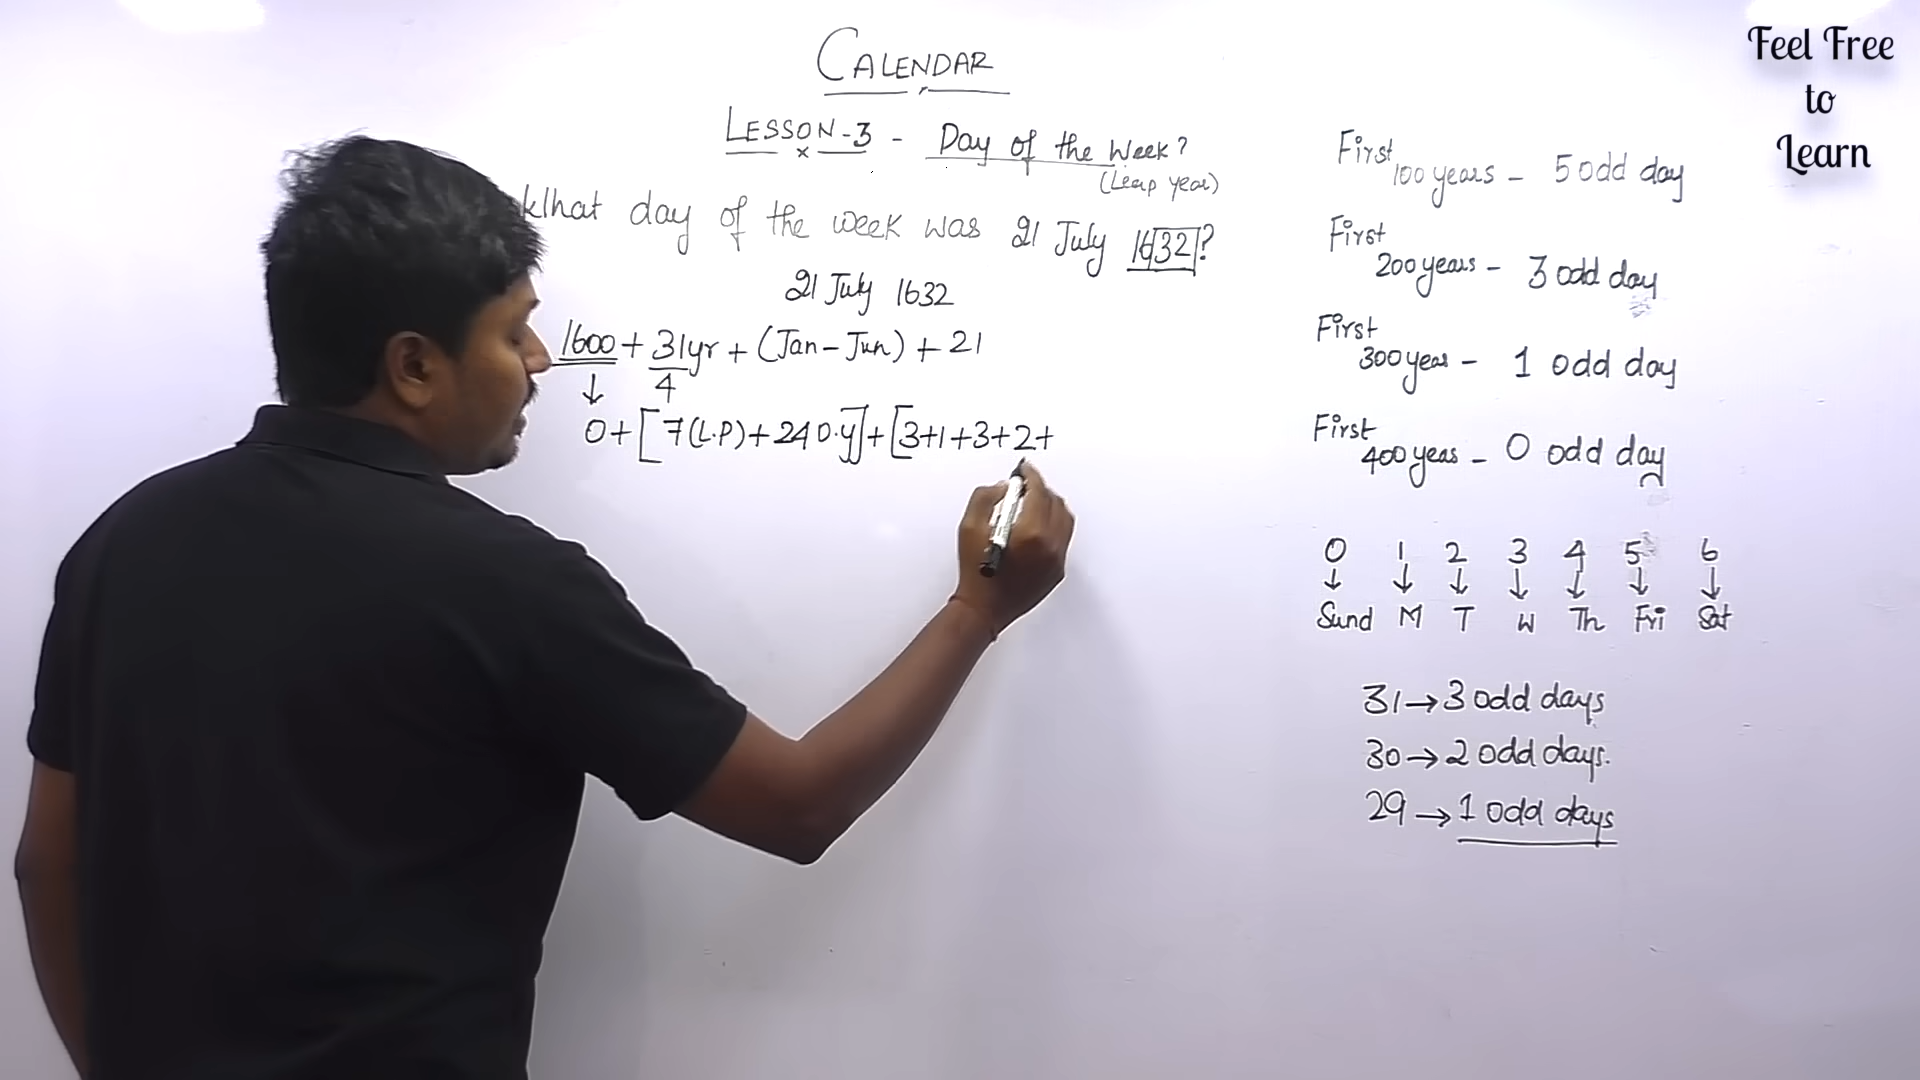 CALENDAR
LESSON-3 - Day of the Week?
(Leap year)
What day of the week was 21 July 1632?
21 July 1632
1600 + 31yr + (Jan - Jun) + 21
4
0 + [7(L.P) + 24 O.Y] + [3+1+3+2+
First
100 years - 5 odd day
First
200 years - 3 odd day
First
300 year - 1 odd day
First
400 yeas - 0 odd day
0 1 2 3 4 5 6
↓ ↓ ↓ ↓ ↓ ↓ ↓
Sund M T W Th Fri Sat
31 → 3 odd days
30 → 2 odd days.
29 → 1 odd days
Feel Free
to
Learn